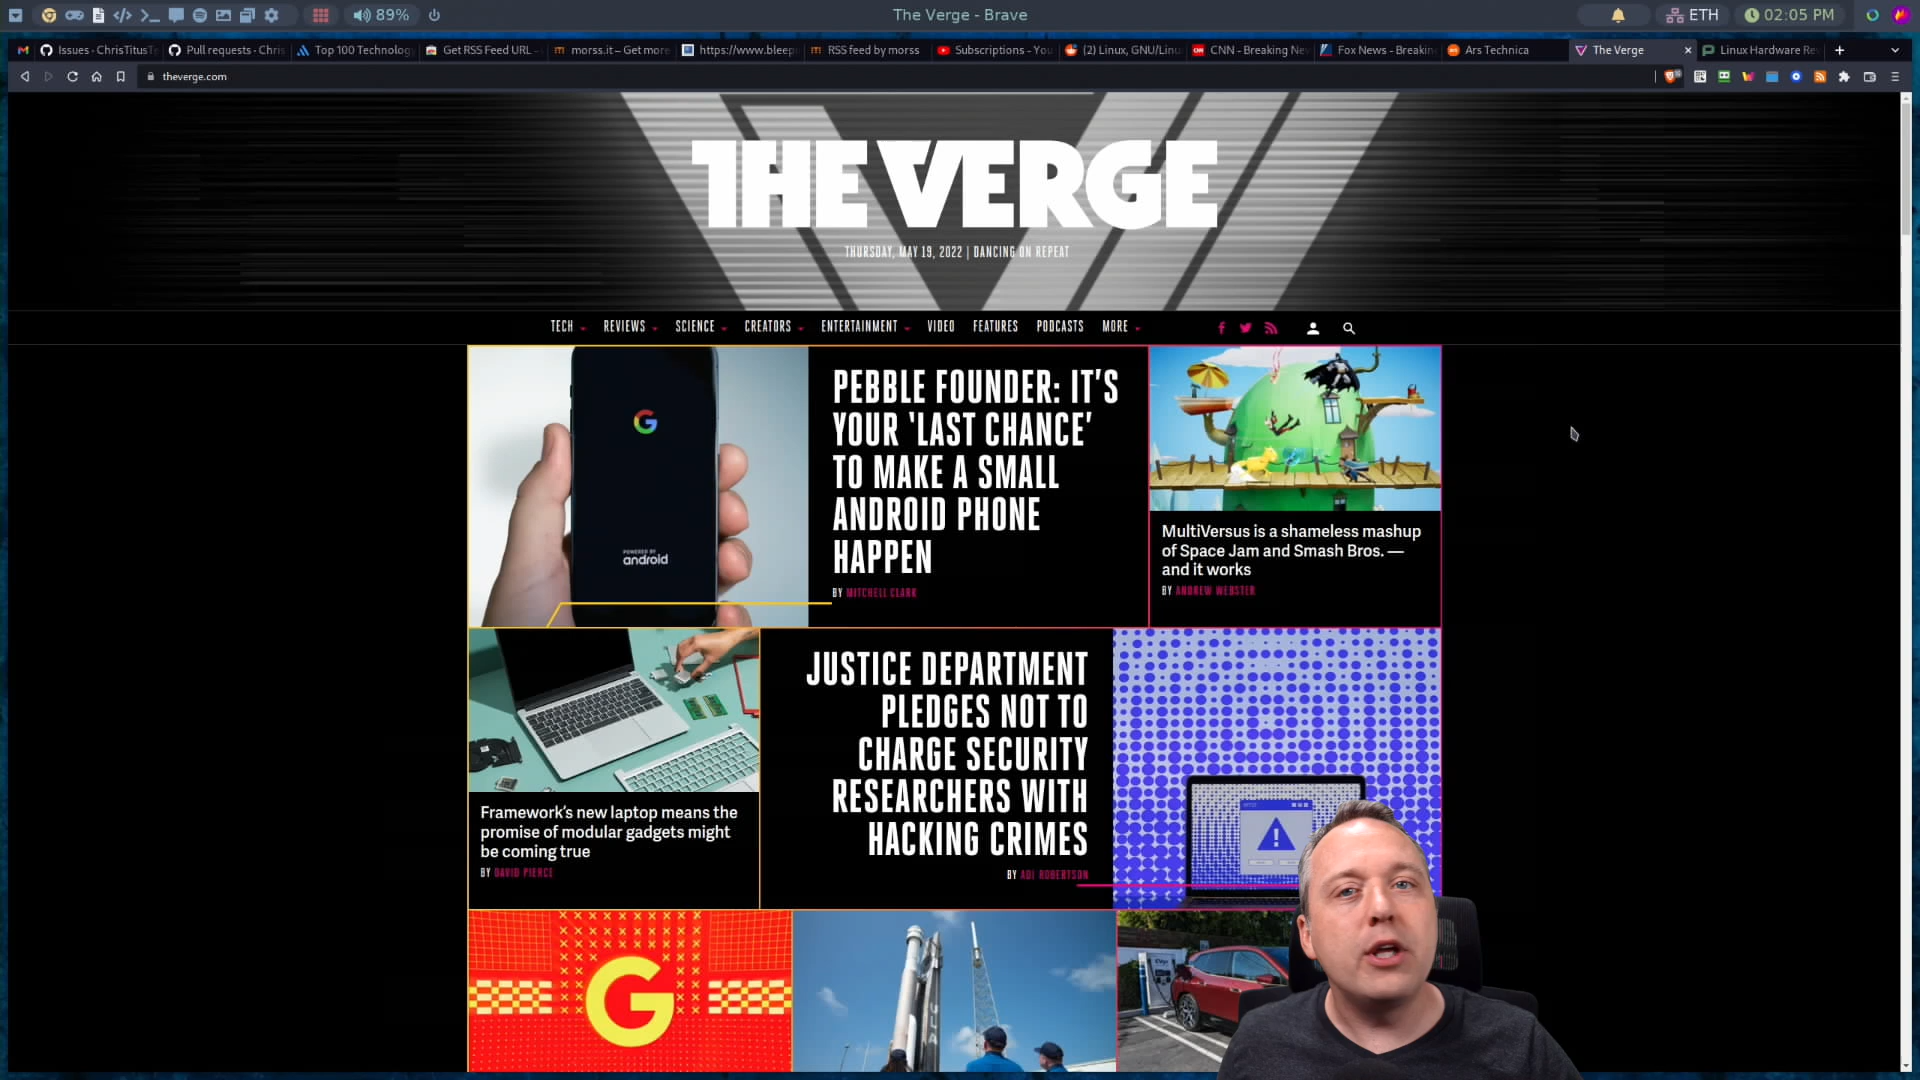 89%
The Verge - Brave
ETH
02:05 PM
Issues · ChrisTitusT
Pull requests · Chris
Top 100 Technolog
Get RSS Feed URL -
morss.it – Get more
https://www.bleep
RSS feed by morss
Subscriptions - You
(2) Linux, GNU/Linu
CNN - Breaking Ne
Fox News - Breakin
Ars Technica
The Verge
Linux Hardware Re
theverge.com
THE VERGE
THURSDAY, MAY 19, 2022 | DANCING ON REPEAT
TECH
REVIEWS
SCIENCE
CREATORS
ENTERTAINMENT
VIDEO
FEATURES
PODCASTS
MORE
POWERED BY
android
PEBBLE FOUNDER: IT'S
YOUR 'LAST CHANCE'
TO MAKE A SMALL
ANDROID PHONE
HAPPEN
BY MITCHELL CLARK
MultiVersus is a shameless mashup
of Space Jam and Smash Bros. —
and it works
BY ANDREW WEBSTER
Framework's new laptop means the
promise of modular gadgets might
be coming true
BY DAVID PIERCE
JUSTICE DEPARTMENT
PLEDGES NOT TO
CHARGE SECURITY
RESEARCHERS WITH
HACKING CRIMES
BY ADI ROBERTSON